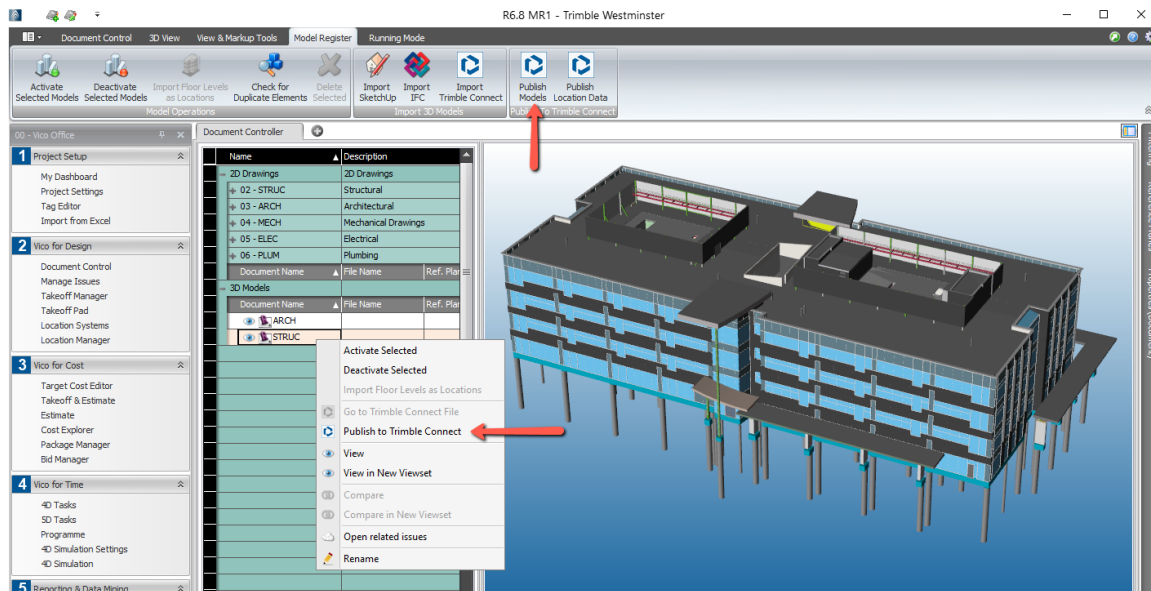 R6.8 MR1 - Trimble Westminster
Document Control 3D View View & Markup Tools Model Register Running Mode
Activate Selected Models
Deactivate Selected Models
Import Floor Levels as Locations
Check for Duplicate Elements
Delete Selected
Import SketchUp
Import IFC
Import Trimble Connect
Publish Models
Publish Location Data
Model Operations
Import 3D Models
Publish To Trimble Connect
00 - Vico Office
1 Project Setup
My Dashboard
Project Settings
Tag Editor
Import from Excel
2 Vico for Design
Document Control
Manage Issues
Takeoff Manager
Takeoff Pad
Location Systems
Location Manager
3 Vico for Cost
Target Cost Editor
Takeoff & Estimate
Estimate
Cost Explorer
Package Manager
Bid Manager
4 Vico for Time
4D Tasks
5D Tasks
Programme
4D Simulation Settings
4D Simulation
5 Reporting & Data Mining
Document Controller
Name Description
2D Drawings 2D Drawings
02 - STRUC Structural
03 - ARCH Architectural
04 - MECH Mechanical Drawings
05 - ELEC Electrical
06 - PLUM Plumbing
Document Name File Name Ref. Plan
3D Models
Document Name File Name Ref. Plan
ARCH
STRUC
Activate Selected
Deactivate Selected
Import Floor Levels as Locations
Go to Trimble Connect File
Publish to Trimble Connect
View
View in New Viewset
Compare
Compare in New Viewset
Open related issues
Rename